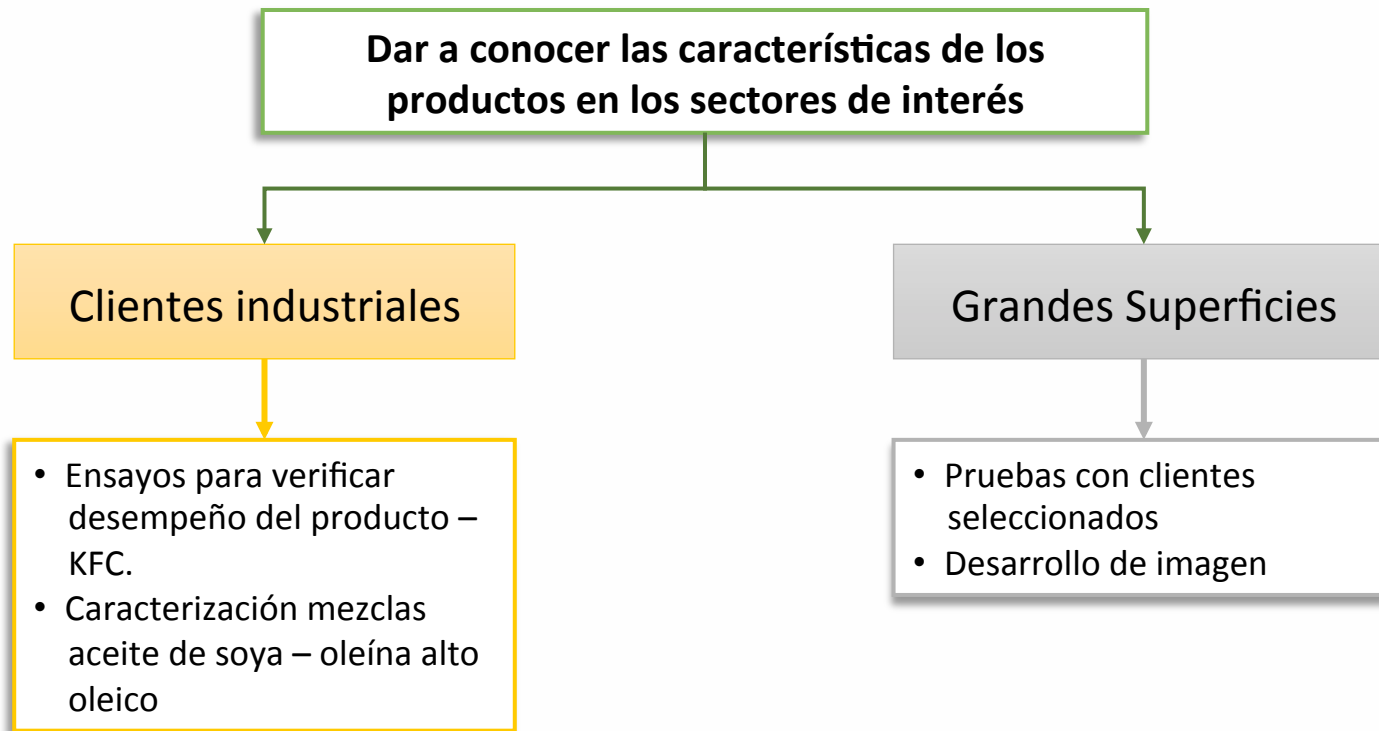 Dar a conocer las características de los
productos en los sectores de interés
Clientes industriales
• Ensayos para verificar
desempeño del producto –
KFC.
• Caracterización mezclas
aceite de soya – oleína alto
oleico
Grandes Superficies
• Pruebas con clientes
seleccionados
• Desarrollo de imagen